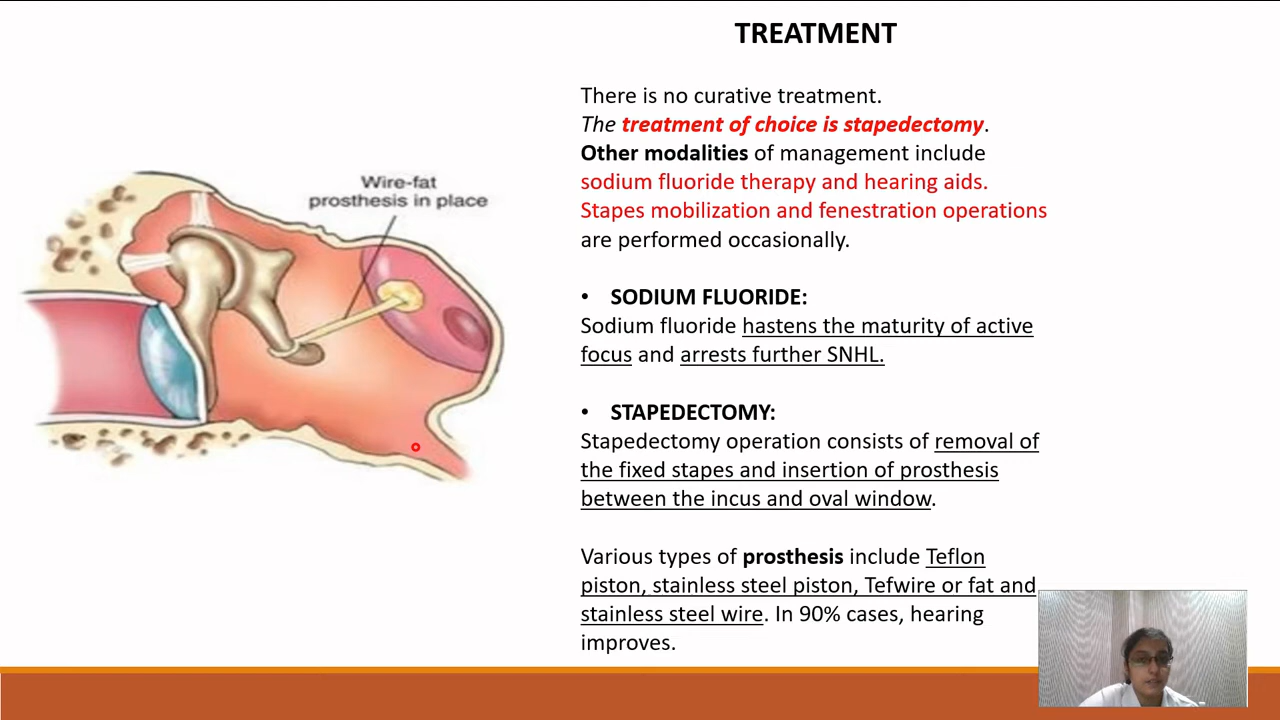 TREATMENT
There is no curative treatment.
The treatment of choice is stapedectomy.
Other modalities of management include
sodium fluoride therapy and hearing aids.
Stapes mobilization and fenestration operations
are performed occasionally.
Wire-fat
prosthesis in place
• SODIUM FLUORIDE:
Sodium fluoride hastens the maturity of active
focus and arrests further SNHL.
• STAPEDECTOMY:
Stapedectomy operation consists of removal of
the fixed stapes and insertion of prosthesis
between the incus and oval window.
Various types of prosthesis include Teflon
piston, stainless steel piston, Tefwire or fat and
stainless steel wire. In 90% cases, hearing
improves.